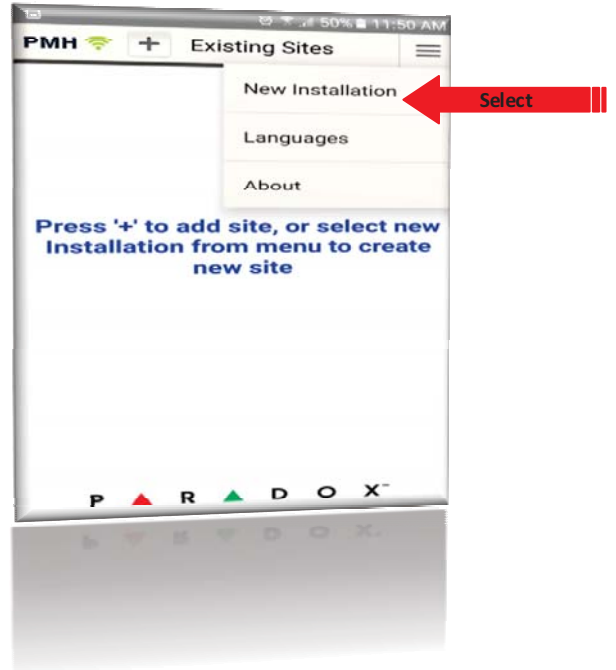 50% 11:50 AM
PMH + Existing Sites
New Installation
Select
Languages
About
Press '+' to add site, or select new
Installation from menu to create
new site
P A R A D O X